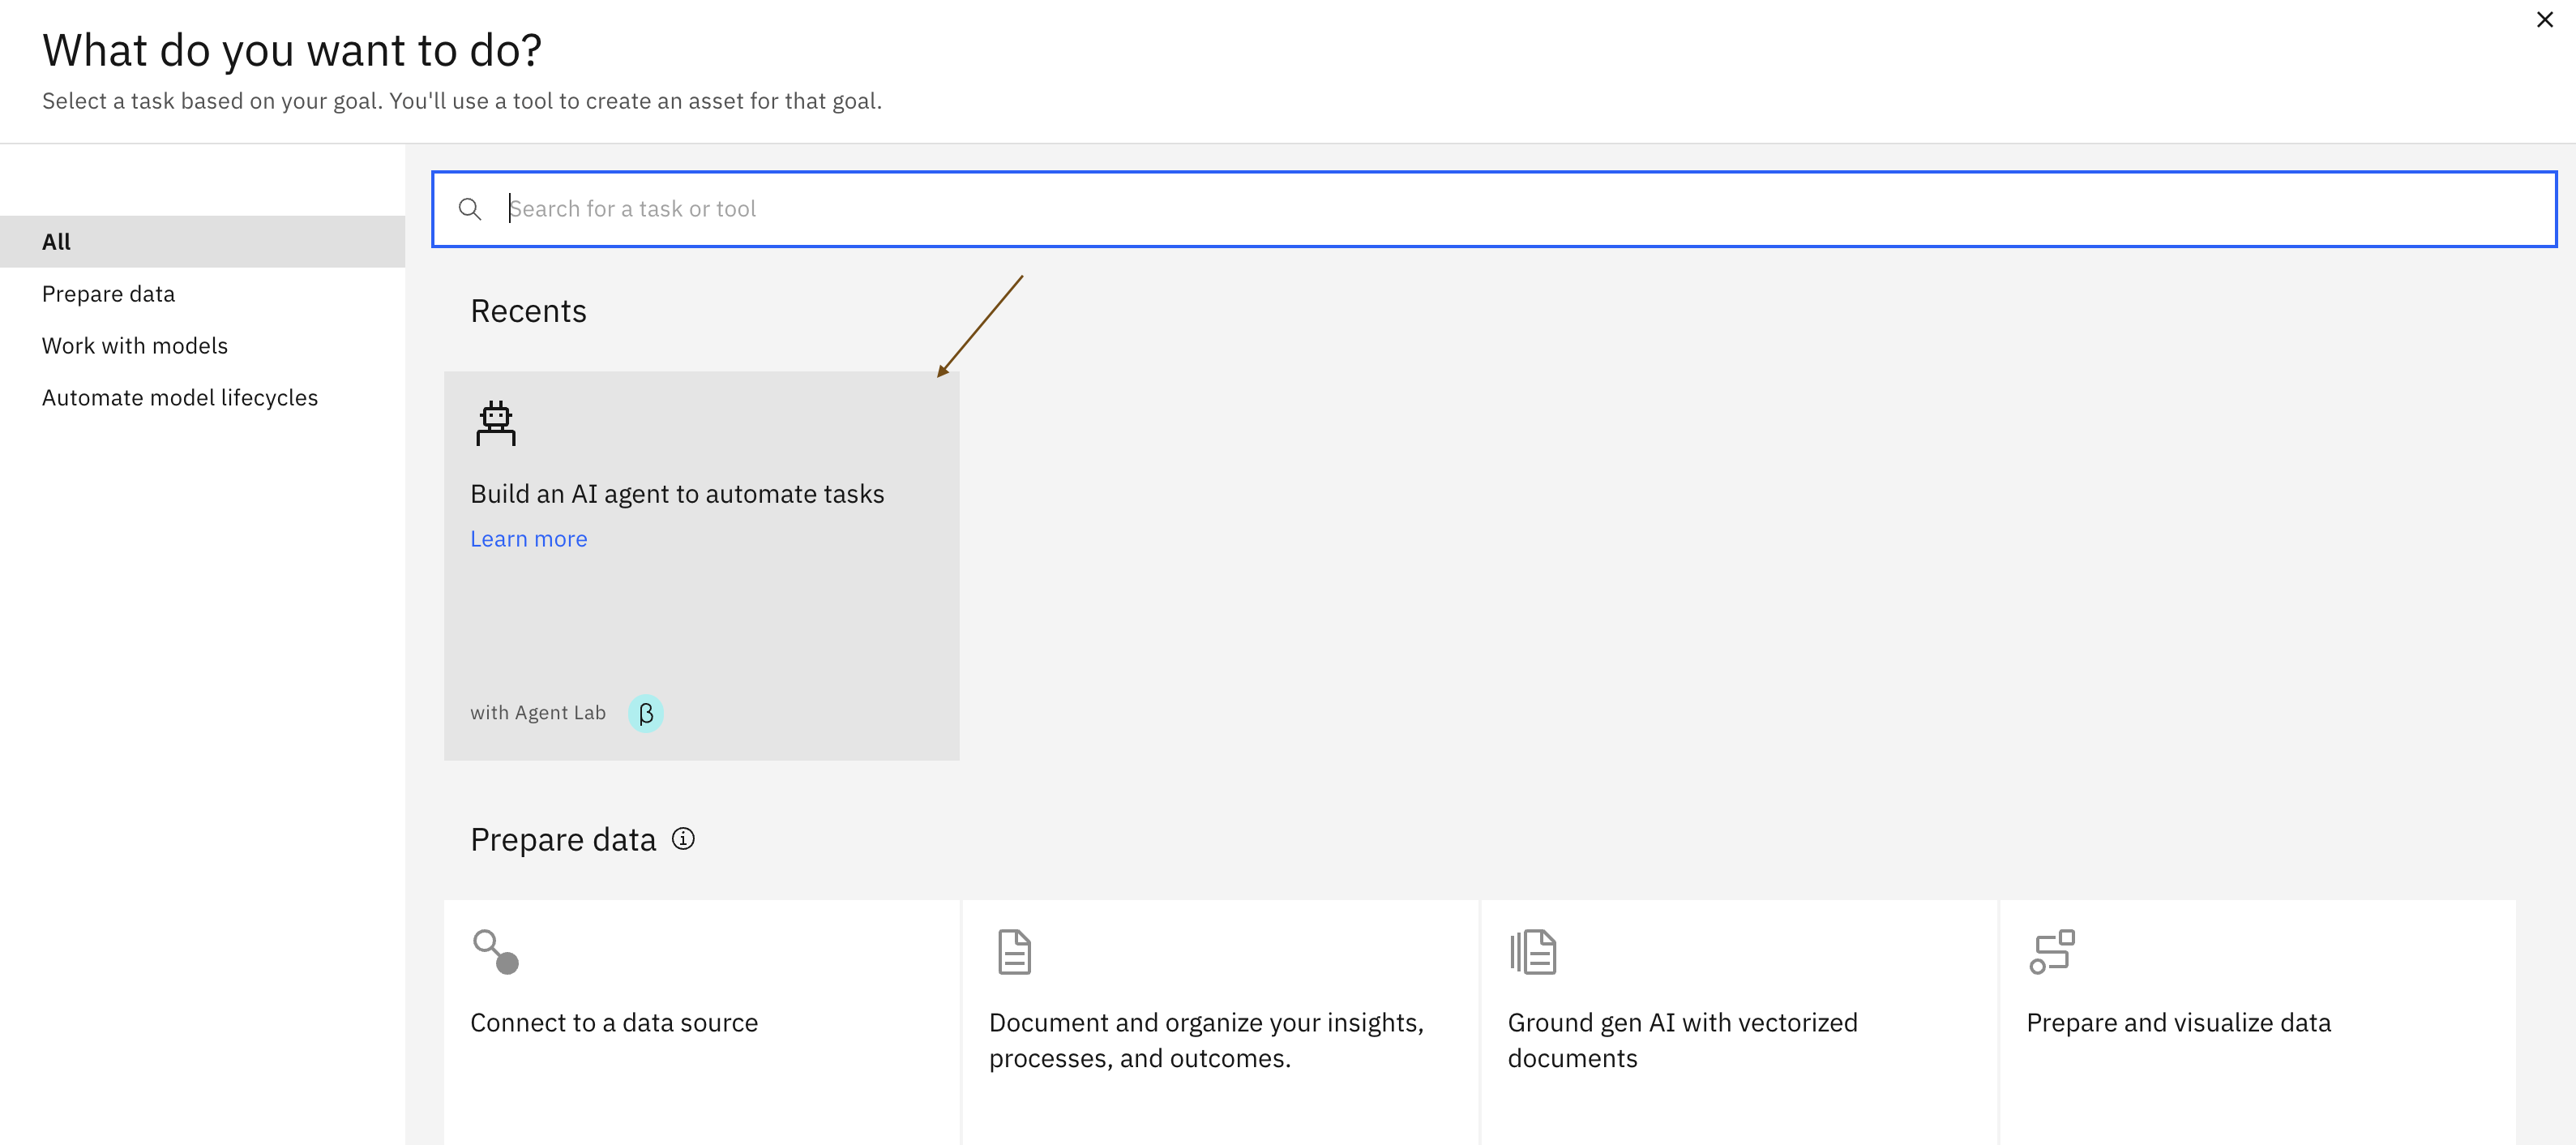 What do you want to do?
Select a task based on your goal. You'll use a tool to create an asset for that goal.
All
Prepare data
Work with models
Automate model lifecycles
Search for a task or tool
Recents
Build an AI agent to automate tasks
Learn more
with Agent Lab β
Prepare data
Connect to a data source
Document and organize your insights,
processes, and outcomes.
Ground gen AI with vectorized
documents
Prepare and visualize data